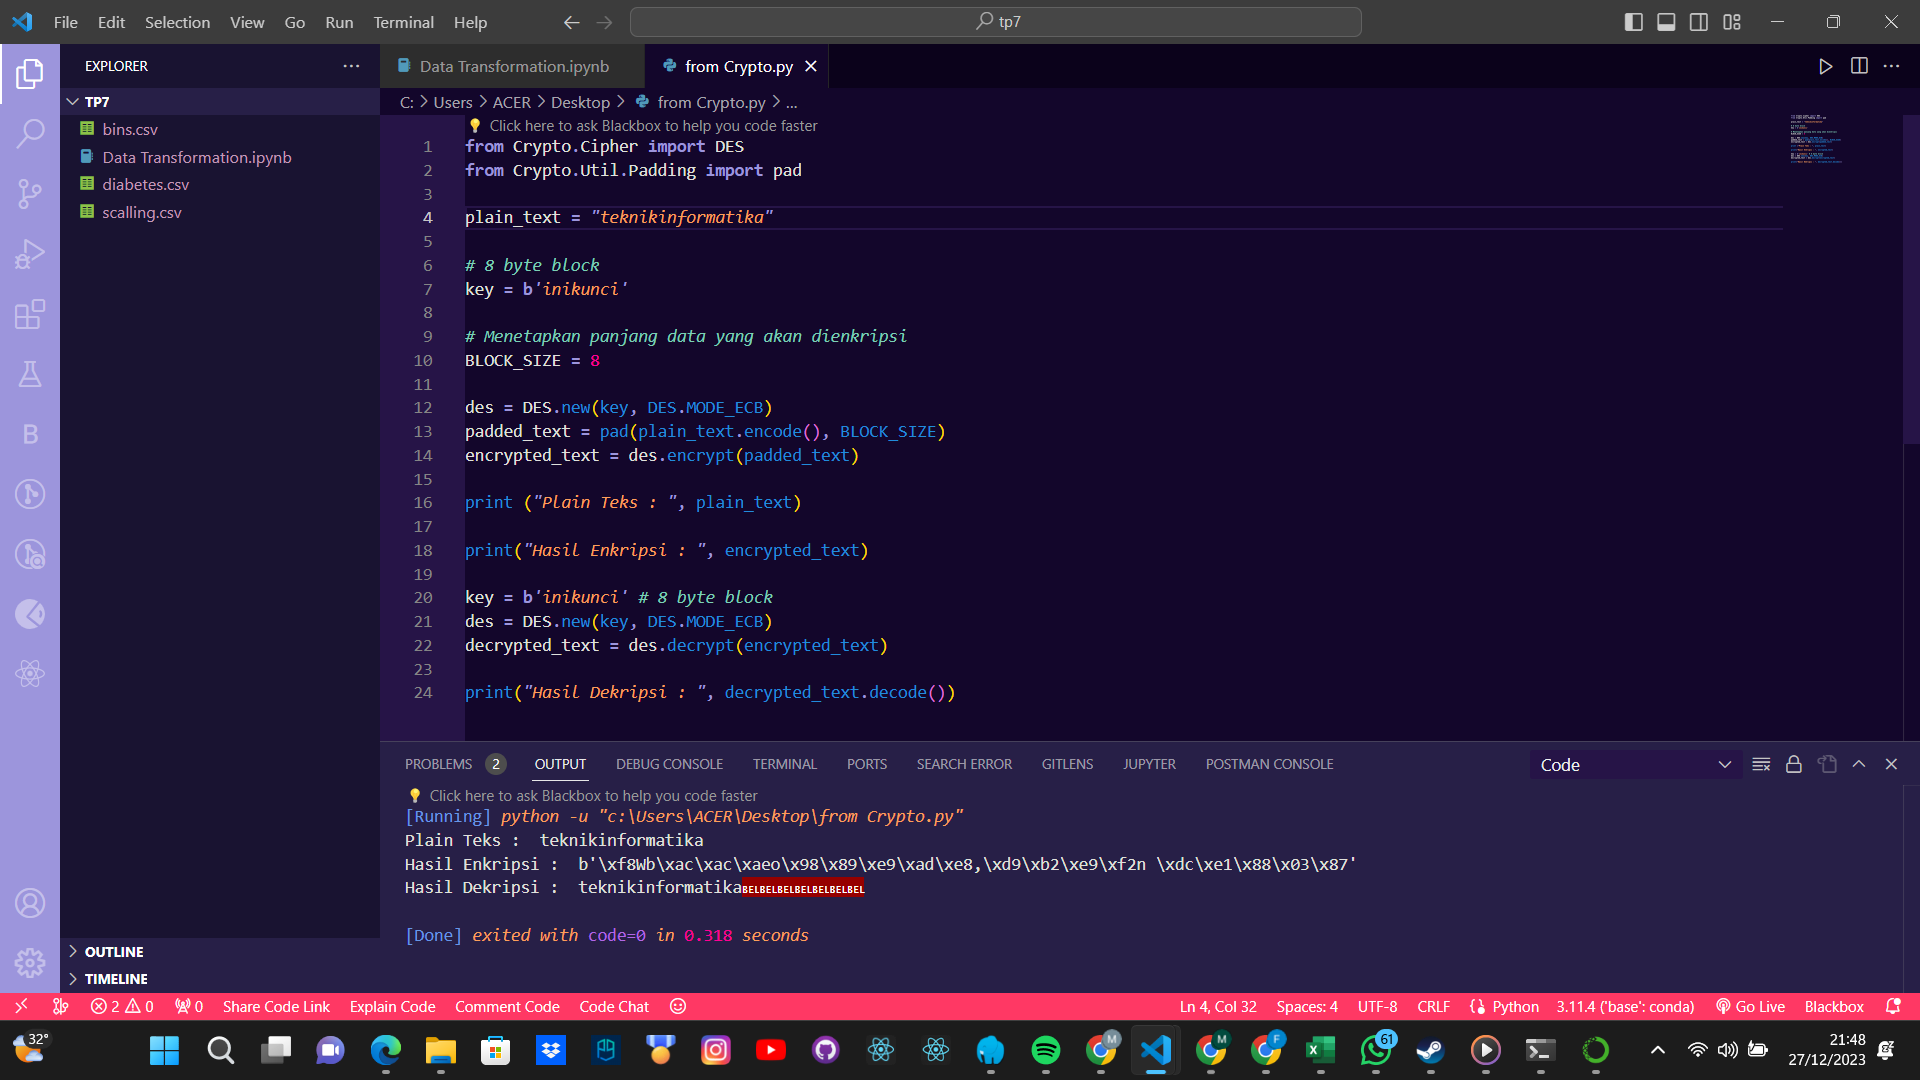 File Edit Selection View Go Run Terminal Help
tp7
EXPLORER
TP7
bins.csv
Data Transformation.ipynb
diabetes.csv
scalling.csv
OUTLINE
TIMELINE
Data Transformation.ipynb
from Crypto.py
C: > Users > ACER > Desktop > from Crypto.py > ...
Click here to ask Blackbox to help you code faster
1 from Crypto.Cipher import DES
2 from Crypto.Util.Padding import pad
3
4 plain_text = "teknikinformatika"
5
6 # 8 byte block
7 key = b'inikunci'
8
9 # Menetapkan panjang data yang akan dienkripsi
10 BLOCK_SIZE = 8
11
12 des = DES.new(key, DES.MODE_ECB)
13 padded_text = pad(plain_text.encode(), BLOCK_SIZE)
14 encrypted_text = des.encrypt(padded_text)
15
16 print ("Plain Teks : ", plain_text)
17
18 print("Hasil Enkripsi : ", encrypted_text)
19
20 key = b'inikunci' # 8 byte block
21 des = DES.new(key, DES.MODE_ECB)
22 decrypted_text = des.decrypt(encrypted_text)
23
24 print("Hasil Dekripsi : ", decrypted_text.decode())
PROBLEMS 2 OUTPUT DEBUG CONSOLE TERMINAL PORTS SEARCH ERROR GITLENS JUPYTER POSTMAN CONSOLE
Code
Click here to ask Blackbox to help you code faster
[Running] python -u "c:\Users\ACER\Desktop\from Crypto.py"
Plain Teks :  teknikinformatika
Hasil Enkripsi :  b'\xf8Wb\xac\xac\xaeo\x98\x89\xe9\xad\xe8,\xd9\xb2\xe9\xf2n \xdc\xe1\x88\x03\x87'
Hasil Dekripsi :  teknikinformatikaBELBELBELBELBELBELBEL
[Done] exited with code=0 in 0.318 seconds
2 0 0 Share Code Link Explain Code Comment Code Code Chat
Ln 4, Col 32 Spaces: 4 UTF-8 CRLF Python 3.11.4 ('base': conda) Go Live Blackbox
32°
M
M
F
61
21:48
27/12/2023